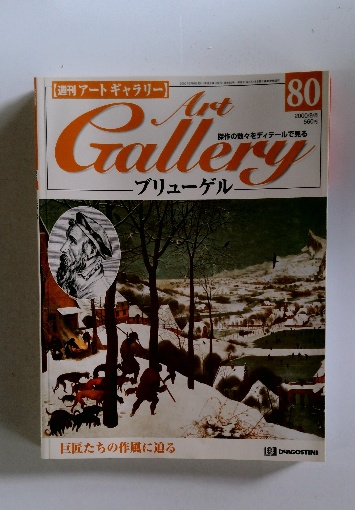 【週刊 アート ギャラリー】
80
Art
Gallery
傑作の数々をディテールで見る
ブリューゲル
巨匠たちの作風に迫る
DEAGOSTINI